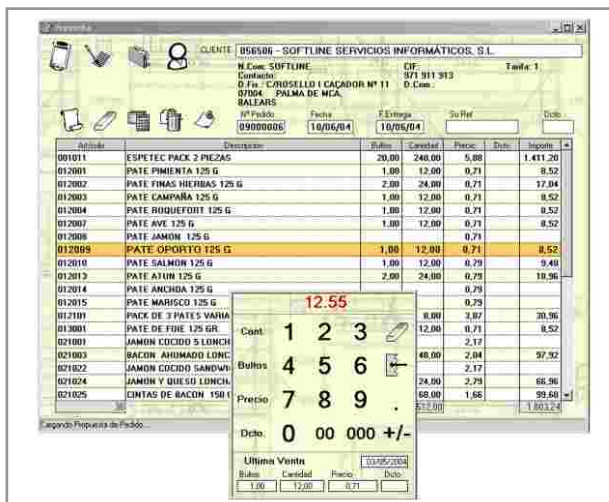 Preventa
CLIENTE 056506 - SOFTLINE SERVICIOS INFORMÁTICOS, S.L.
N.Com: SOFTLINE CIF: Tarifa: 1
Contacto: 971 911 913
D.Fis.: C/ROSELLO I CAÇADOR Nº 11 D.Com.:
07004 PALMA DE MCA.
BALEARS
Nº Pedido Fecha F.Entrega Su Ref Dcto
09000006 10/06/04 10/06/04
Artículo Descripción Bultos Cantidad Precio Dcto Importe
001011 ESPETEC PACK 2 PIEZAS 20,00 240,00 5,88 1.411,20
012001 PATE PIMIENTA 125 G 1,00 12,00 0,71 8,52
012002 PATE FINAS HIERBAS 125 G 2,00 24,00 0,71 17,04
012003 PATE CAMPAÑA 125 G 1,00 12,00 0,71 8,52
012004 PATE ROQUEFORT 125 G 1,00 12,00 0,71 8,52
012007 PATE AVE 125 G 1,00 12,00 0,71 8,52
012008 PATE JAMON 125 G 0,71
012009 PATE OPORTO 125 G 1,00 12,00 0,71 8,52
012010 PATE SALMON 125 G 1,00 12,00 0,79 9,48
012013 PATE ATUN 125 G 2,00 24,00 0,79 18,96
012014 PATE ANCHOA 125 G 0,79
012015 PATE MARISCO 125 G 0,79
012101 PACK DE 3 PATES VARIA 8,00 3,87 30,96
013001 PATE DE FOIE 125 GR. 12,00 0,71 8,52
021001 JAMON COCIDO 5 LONCH 2,17
021003 BACON AHUMADO LONC 48,00 2,04 97,92
021022 JAMON COCIDO SANDWI 2,17
021024 JAMON Y QUESO LONCH. 24,00 2,79 66,96
021025 CINTAS DE BACON 150 60,00 1,66 99,60
512,00 1.803,24
Cargando Propuesta de Pedido...
12.55
Cant. 1 2 3
Bultos 4 5 6
Precio 7 8 9 .
Dcto. 0 00 000 +/-
Ultima Venta 03/05/2004
Bultos Cantidad Precio Dcto
1,00 12,00 0,71